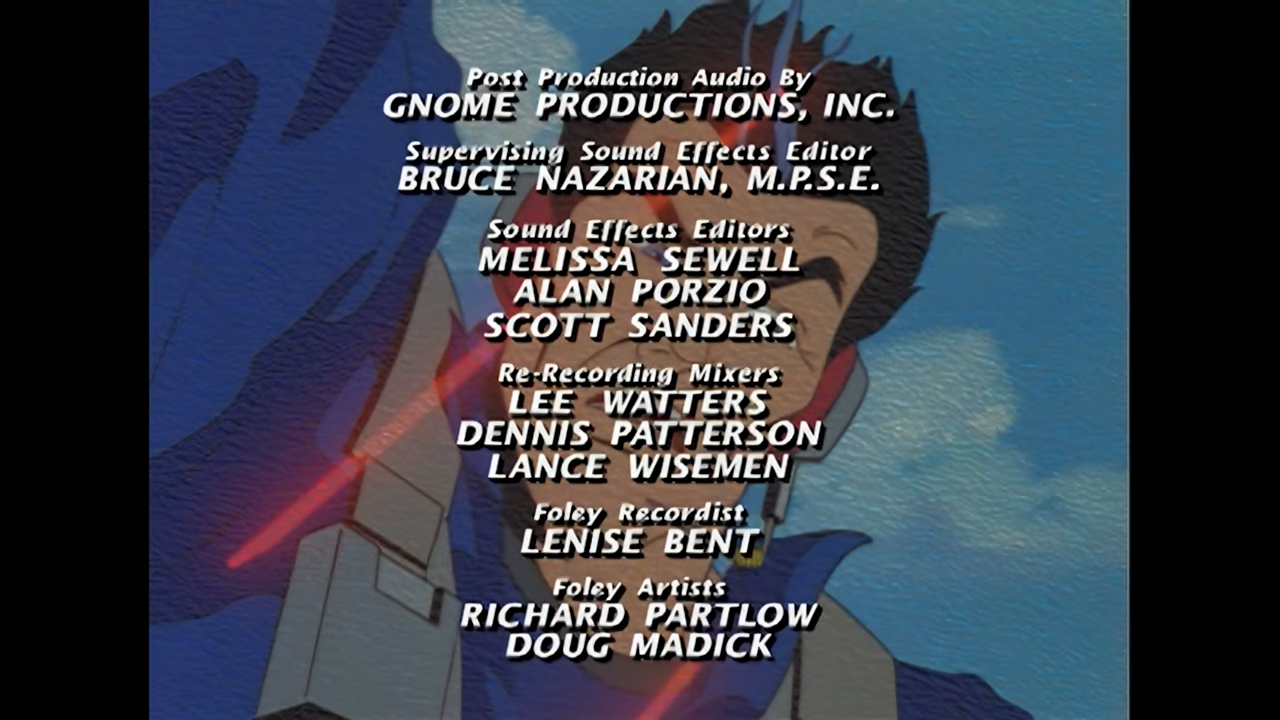 Post Production Audio By
GNOME PRODUCTIONS, INC.
Supervising Sound Effects Editor
BRUCE NAZARIAN, M.P.S.E.
Sound Effects Editors
MELISSA SEWELL
ALAN PORZIO
SCOTT SANDERS
Re-Recording Mixers
LEE WATTERS
DENNIS PATTERSON
LANCE WISEMEN
Foley Recordist
LENISE BENT
Foley Artists
RICHARD PARTLOW
DOUG MADICK